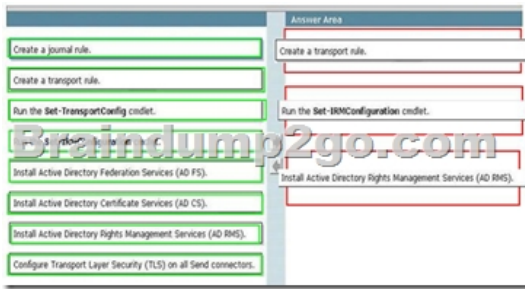 Answer Area
Create a journal rule.
Create a transport rule.
Create a transport rule.
Run the Set-TransportConfig cmdlet.
Run the Set-IRMConfiguration cmdlet.
Braindump2go.com
Install Active Directory Federation Services (AD FS).
Install Active Directory Rights Management Services (AD RMS).
Install Active Directory Certificate Services (AD CS).
Install Active Directory Rights Management Services (AD RMS).
Configure Transport Layer Security (TLS) on all Send connectors.